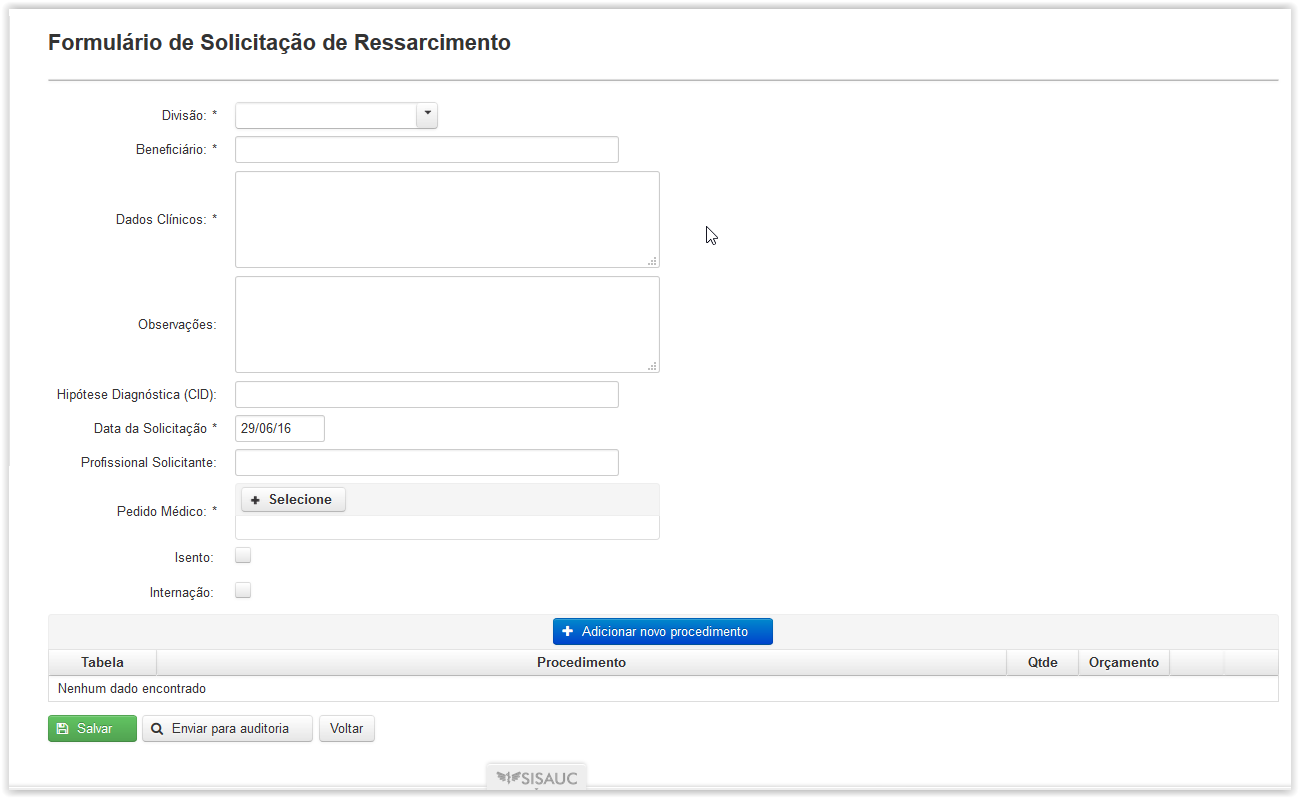 Formulário de Solicitação de Ressarcimento
Divisão: *
Beneficiário: *
Dados Clínicos: *
Observações:
Hipótese Diagnóstica (CID):
Data da Solicitação * 29/06/16
Profissional Solicitante:
Selecione
Pedido Médico: *
Isento:
Internação:
Adicionar novo procedimento
Tabela Procedimento Qtde Orçamento
Nenhum dado encontrado
Salvar Enviar para auditoria Voltar
SISAUC